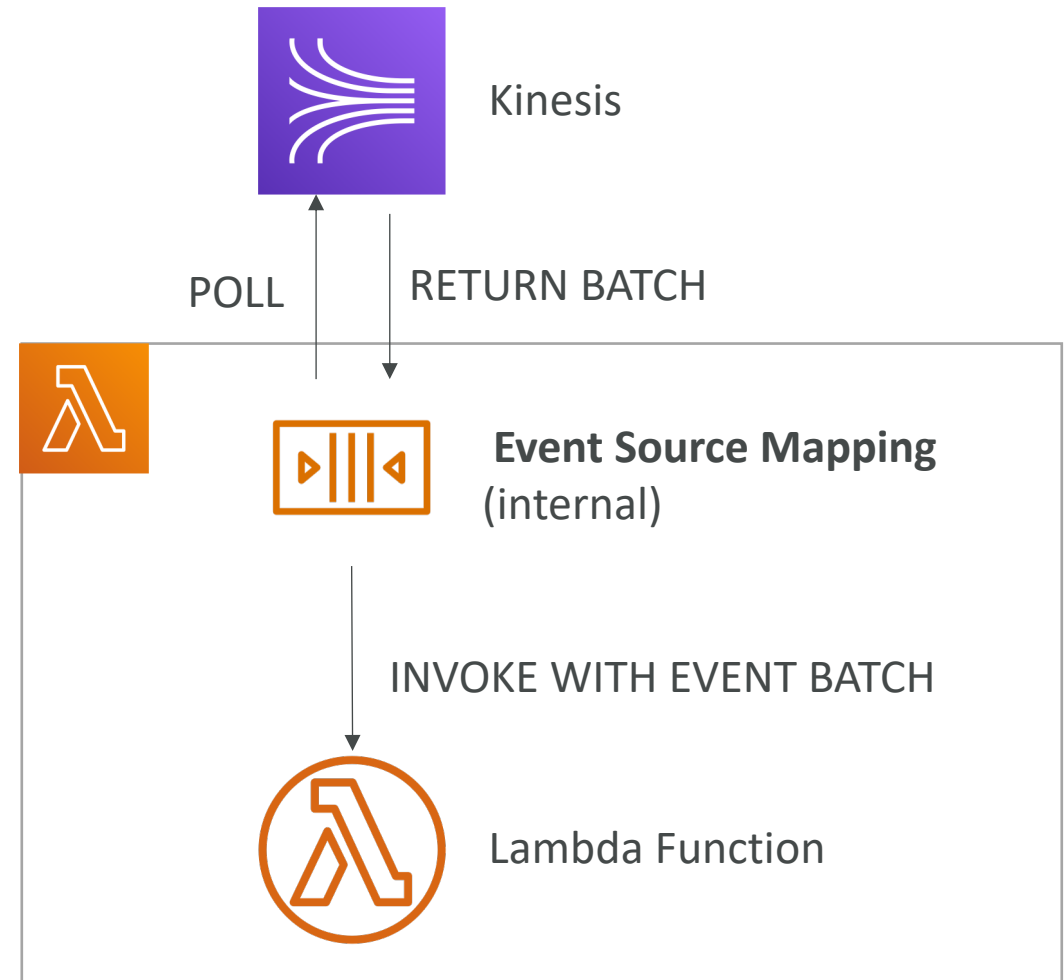 Kinesis
POLL
RETURN BATCH
Event Source Mapping
(internal)
INVOKE WITH EVENT BATCH
Lambda Function